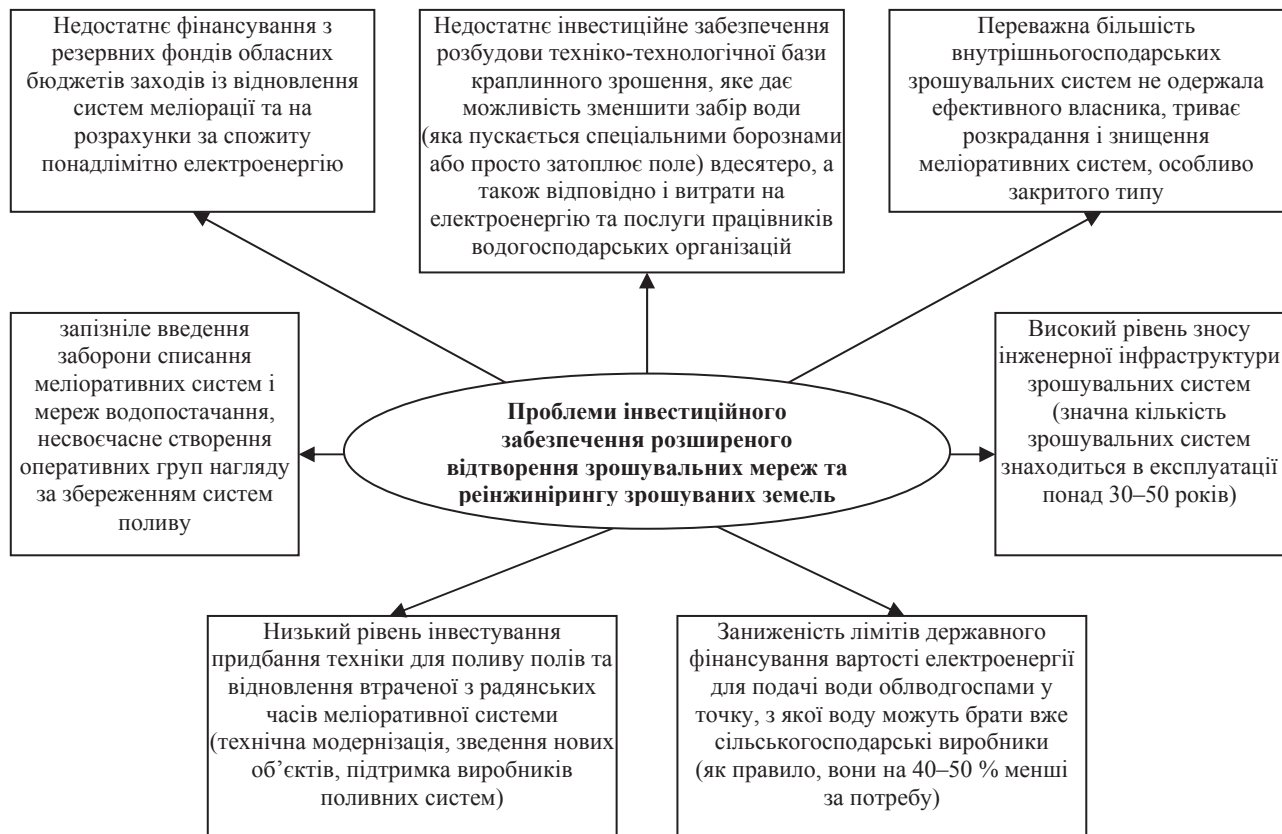 Недостатнє фінансування з
резервних фондів обласних
бюджетів заходів із відновлення
систем меліорації та на
розрахунки за спожиту
понадлімітно електроенергію
Недостатнє інвестиційне забезпечення
розбудови техніко-технологічної бази
краплинного зрошення, яке дає
можливість зменшити забір води
(яка пускається спеціальними борознами
або просто затоплює поле) вдесятеро, а
також відповідно і витрати на
електроенергію та послуги працівників
водогосподарських організацій
Переважна більшість
внутрішньогосподарських
зрошувальних систем не одержала
ефективного власника, триває
розкрадання і знищення
меліоративних систем, особливо
закритого типу
запізніле введення
заборони списання
меліоративних систем і
мереж водопостачання,
несвоєчасне створення
оперативних груп нагляду
за збереженням систем
поливу
Проблеми інвестиційного
забезпечення розширеного
відтворення зрошувальних мереж та
реінжинірингу зрошуваних земель
Високий рівень зносу
інженерної інфраструктури
зрошувальних систем
(значна кількість
зрошувальних систем
знаходиться в експлуатації
понад 30–50 років)
Низький рівень інвестування
придбання техніки для поливу полів та
відновлення втраченої з радянських
часів меліоративної системи
(технічна модернізація, зведення нових
об’єктів, підтримка виробників
поливних систем)
Заниженість лімітів державного
фінансування вартості електроенергії
для подачі води облводгоспами у
точку, з якої воду можуть брати вже
сільськогосподарські виробники
(як правило, вони на 40–50 % менші
за потребу)